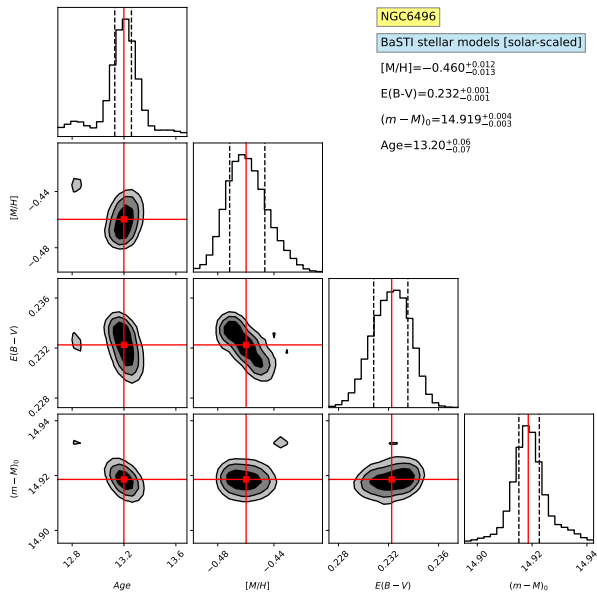 NGC6496
BaSTI stellar models [solar-scaled]
[M/H]=−0.460+0.012 −0.013
E(B-V)=0.232+0.001 −0.001
(m − M)0=14.919+0.004 −0.003
Age=13.20+0.06 −0.07
[M/H]
−0.44
−0.48
E(B − V)
0.236
0.232
0.228
(m − M)0
14.94
14.92
14.90
12.8 13.2 13.6
−0.48 −0.44
0.228 0.232 0.236
14.90 14.92 14.94
Age [M/H] E(B − V) (m − M)0